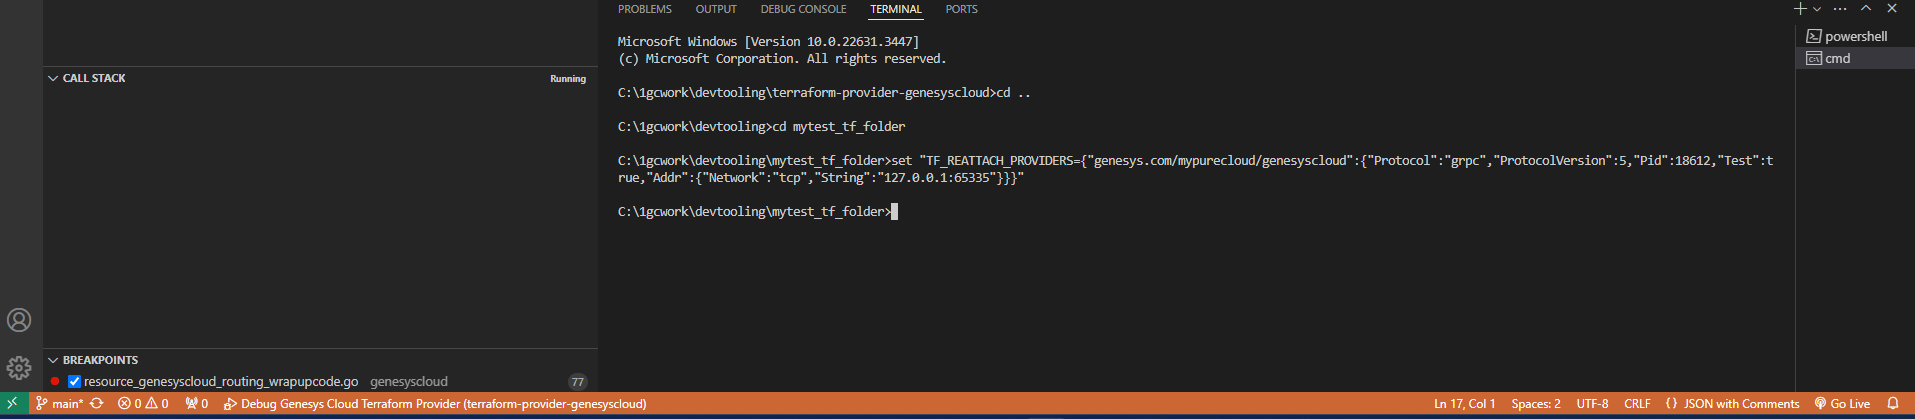 PROBLEMS OUTPUT DEBUG CONSOLE TERMINAL PORTS
Microsoft Windows [Version 10.0.22631.3447]
(c) Microsoft Corporation. All rights reserved.
C:\1gcwork\devtooling\terraform-provider-genesyscloud>cd ..
C:\1gcwork\devtooling>cd mytest_tf_folder
C:\1gcwork\devtooling\mytest_tf_folder>set "TF_REATTACH_PROVIDERS={"genesys.com/mypurecloud/genesyscloud":{"Protocol":"grpc","ProtocolVersion":5,"Pid":18612,"Test":t
rue,"Addr":{"Network":"tcp","String":"127.0.0.1:65335"}}}"
C:\1gcwork\devtooling\mytest_tf_folder>
powershell
cmd
CALL STACK Running
BREAKPOINTS
resource_genesyscloud_routing_wrapupcode.go genesyscloud 77
main* 0 0 0 Debug Genesys Cloud Terraform Provider (terraform-provider-genesyscloud) Ln 17, Col 1 Spaces: 2 UTF-8 CRLF {} JSON with Comments Go Live